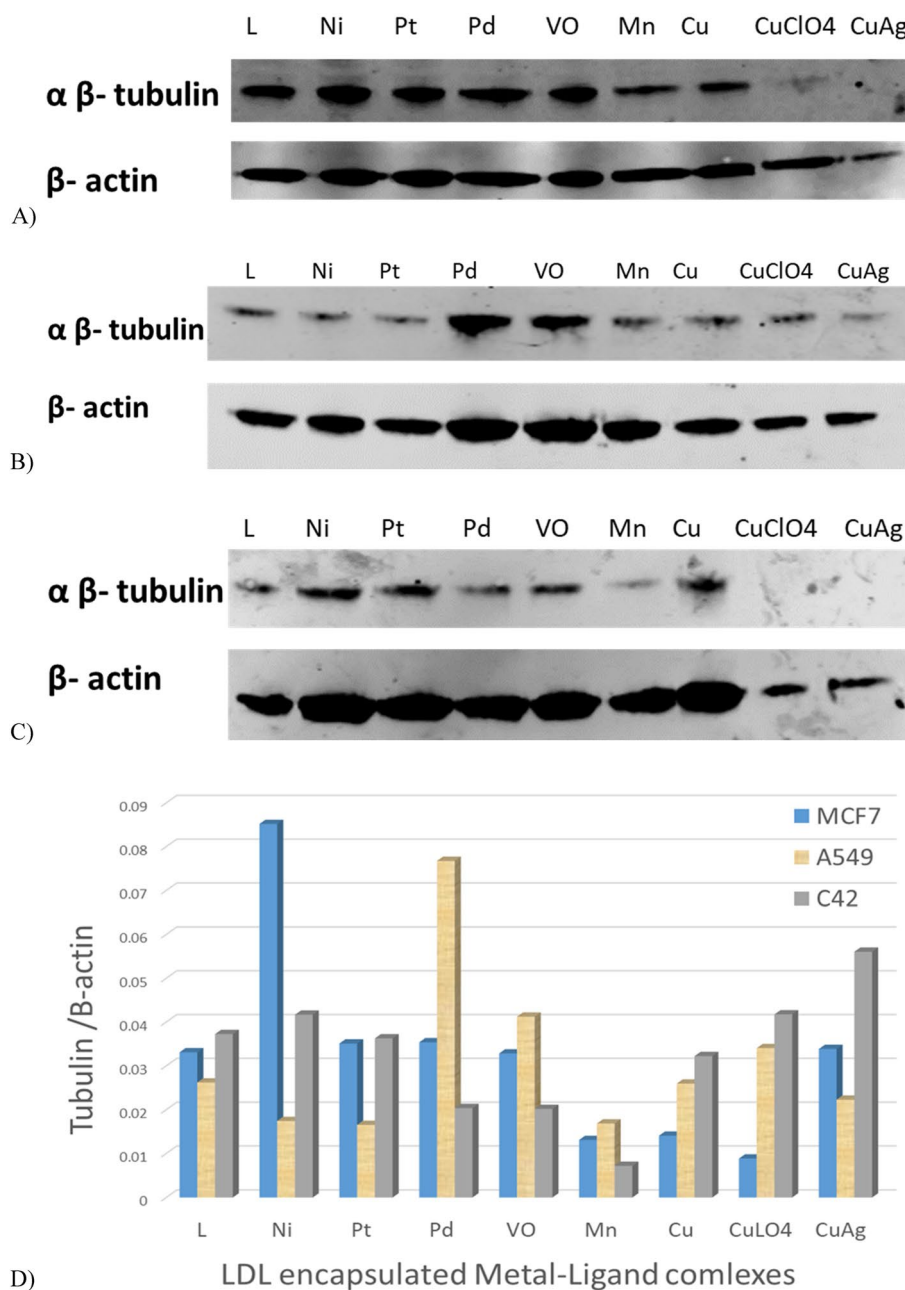 L Ni Pt Pd VO Mn Cu CuClO4 CuAg
α β- tubulin
β- actin
A)
L Ni Pt Pd VO Mn Cu CuClO4 CuAg
α β- tubulin
β- actin
B)
L Ni Pt Pd VO Mn Cu CuClO4 CuAg
α β- tubulin
β- actin
C)
0.09
0.08
0.07
0.06
0.05
0.04
0.03
0.02
0.01
0
Tubulin /B-actin
MCF7
A549
C42
L Ni Pt Pd VO Mn Cu CuLO4 CuAg
LDL encapsulated Metal-Ligand comlexes
D)